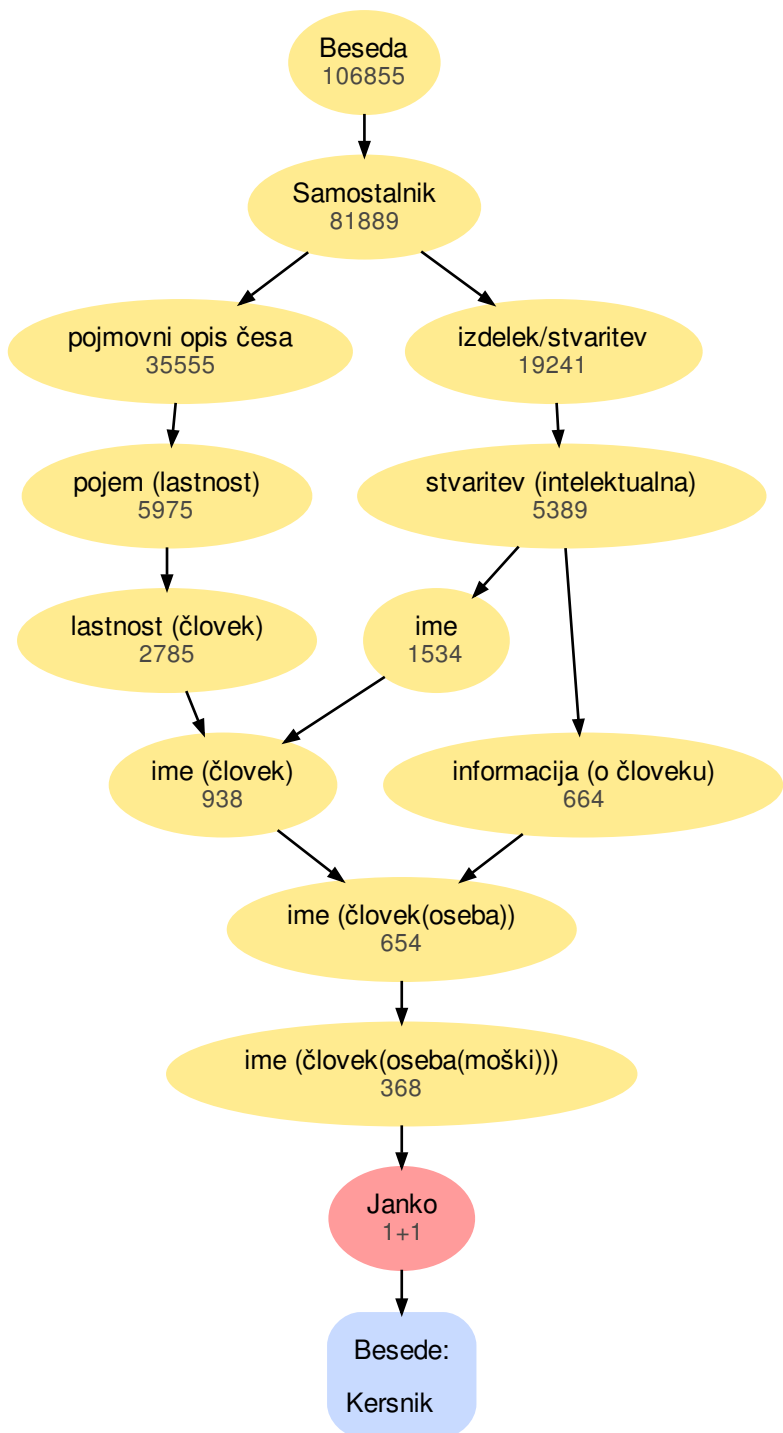 Beseda
106855
Samostalnik
81889
pojmovni opis česa
35555
izdelek/stvaritev
19241
pojem (lastnost)
5975
stvaritev (intelektualna)
5389
lastnost (človek)
2785
ime
1534
ime (človek)
938
informacija (o človeku)
664
ime (človek(oseba))
654
ime (človek(oseba(moški)))
368
Janko
1+1
Besede:
Kersnik